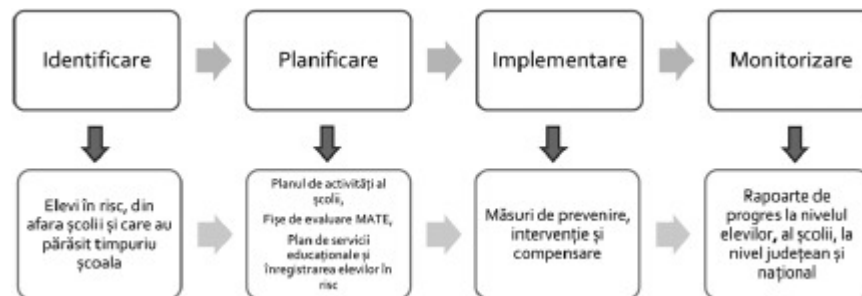 Identificare
Planificare
Implementare
Monitorizare
Elevi în risc, din
afara școlii și care au
părăsit timpuriu
școala
Planul de activități al
școlii,
Fișe de evaluare MATE,
Plan de servicii
educaționale și
înregistrarea elevilor în
risc
Măsuri de prevenire,
intervenție și
compensare
Rapoarte de
progres la nivelul
elevilor, al școlii, la
nivel județean și
național